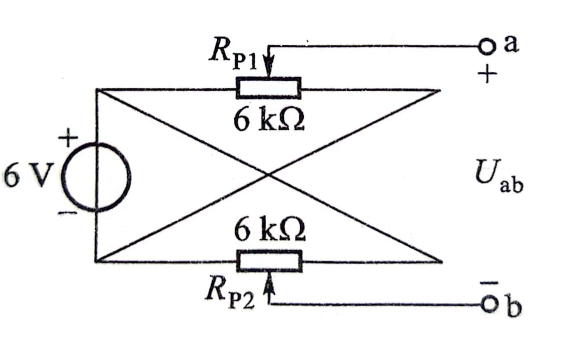 R_P1
a
+
6 kΩ
+
6 V
−
U_ab
6 kΩ
R_P2
−
b